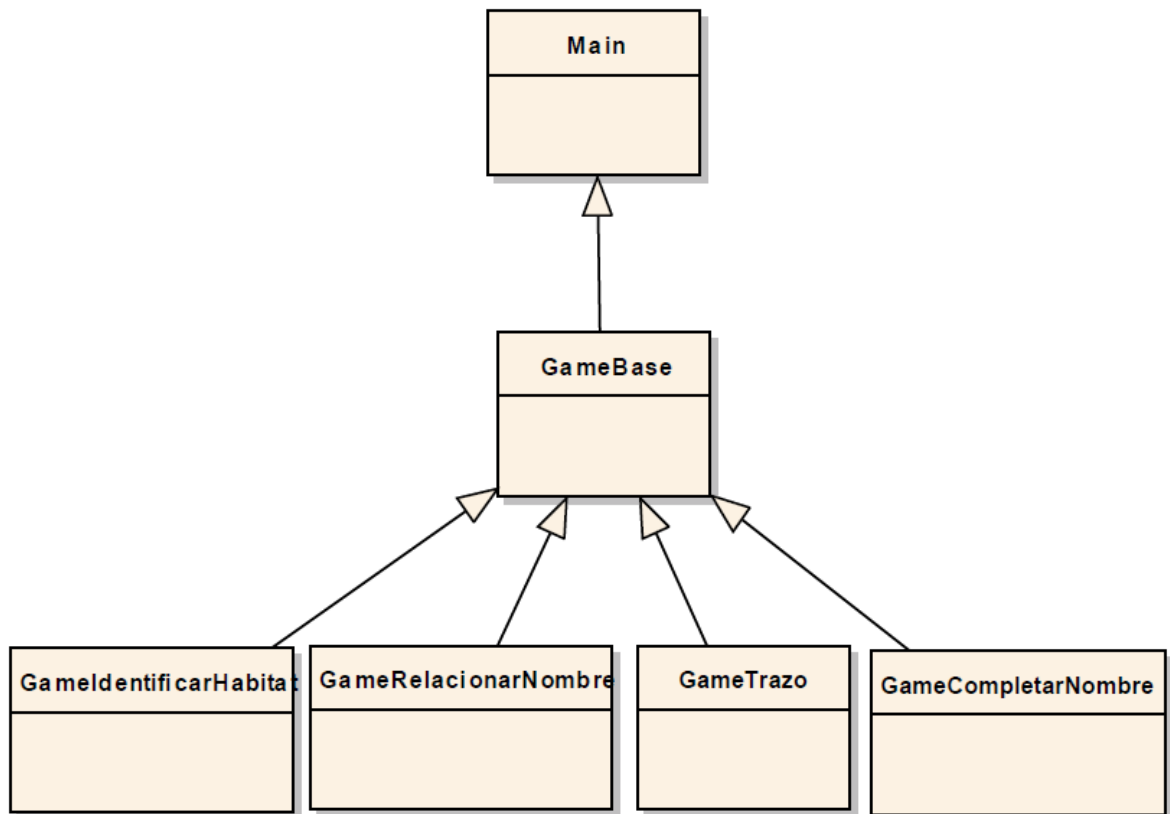 Main
GameBase
GameIdentificarHabitat
GameRelacionarNombre
GameTrazo
GameCompletarNombre